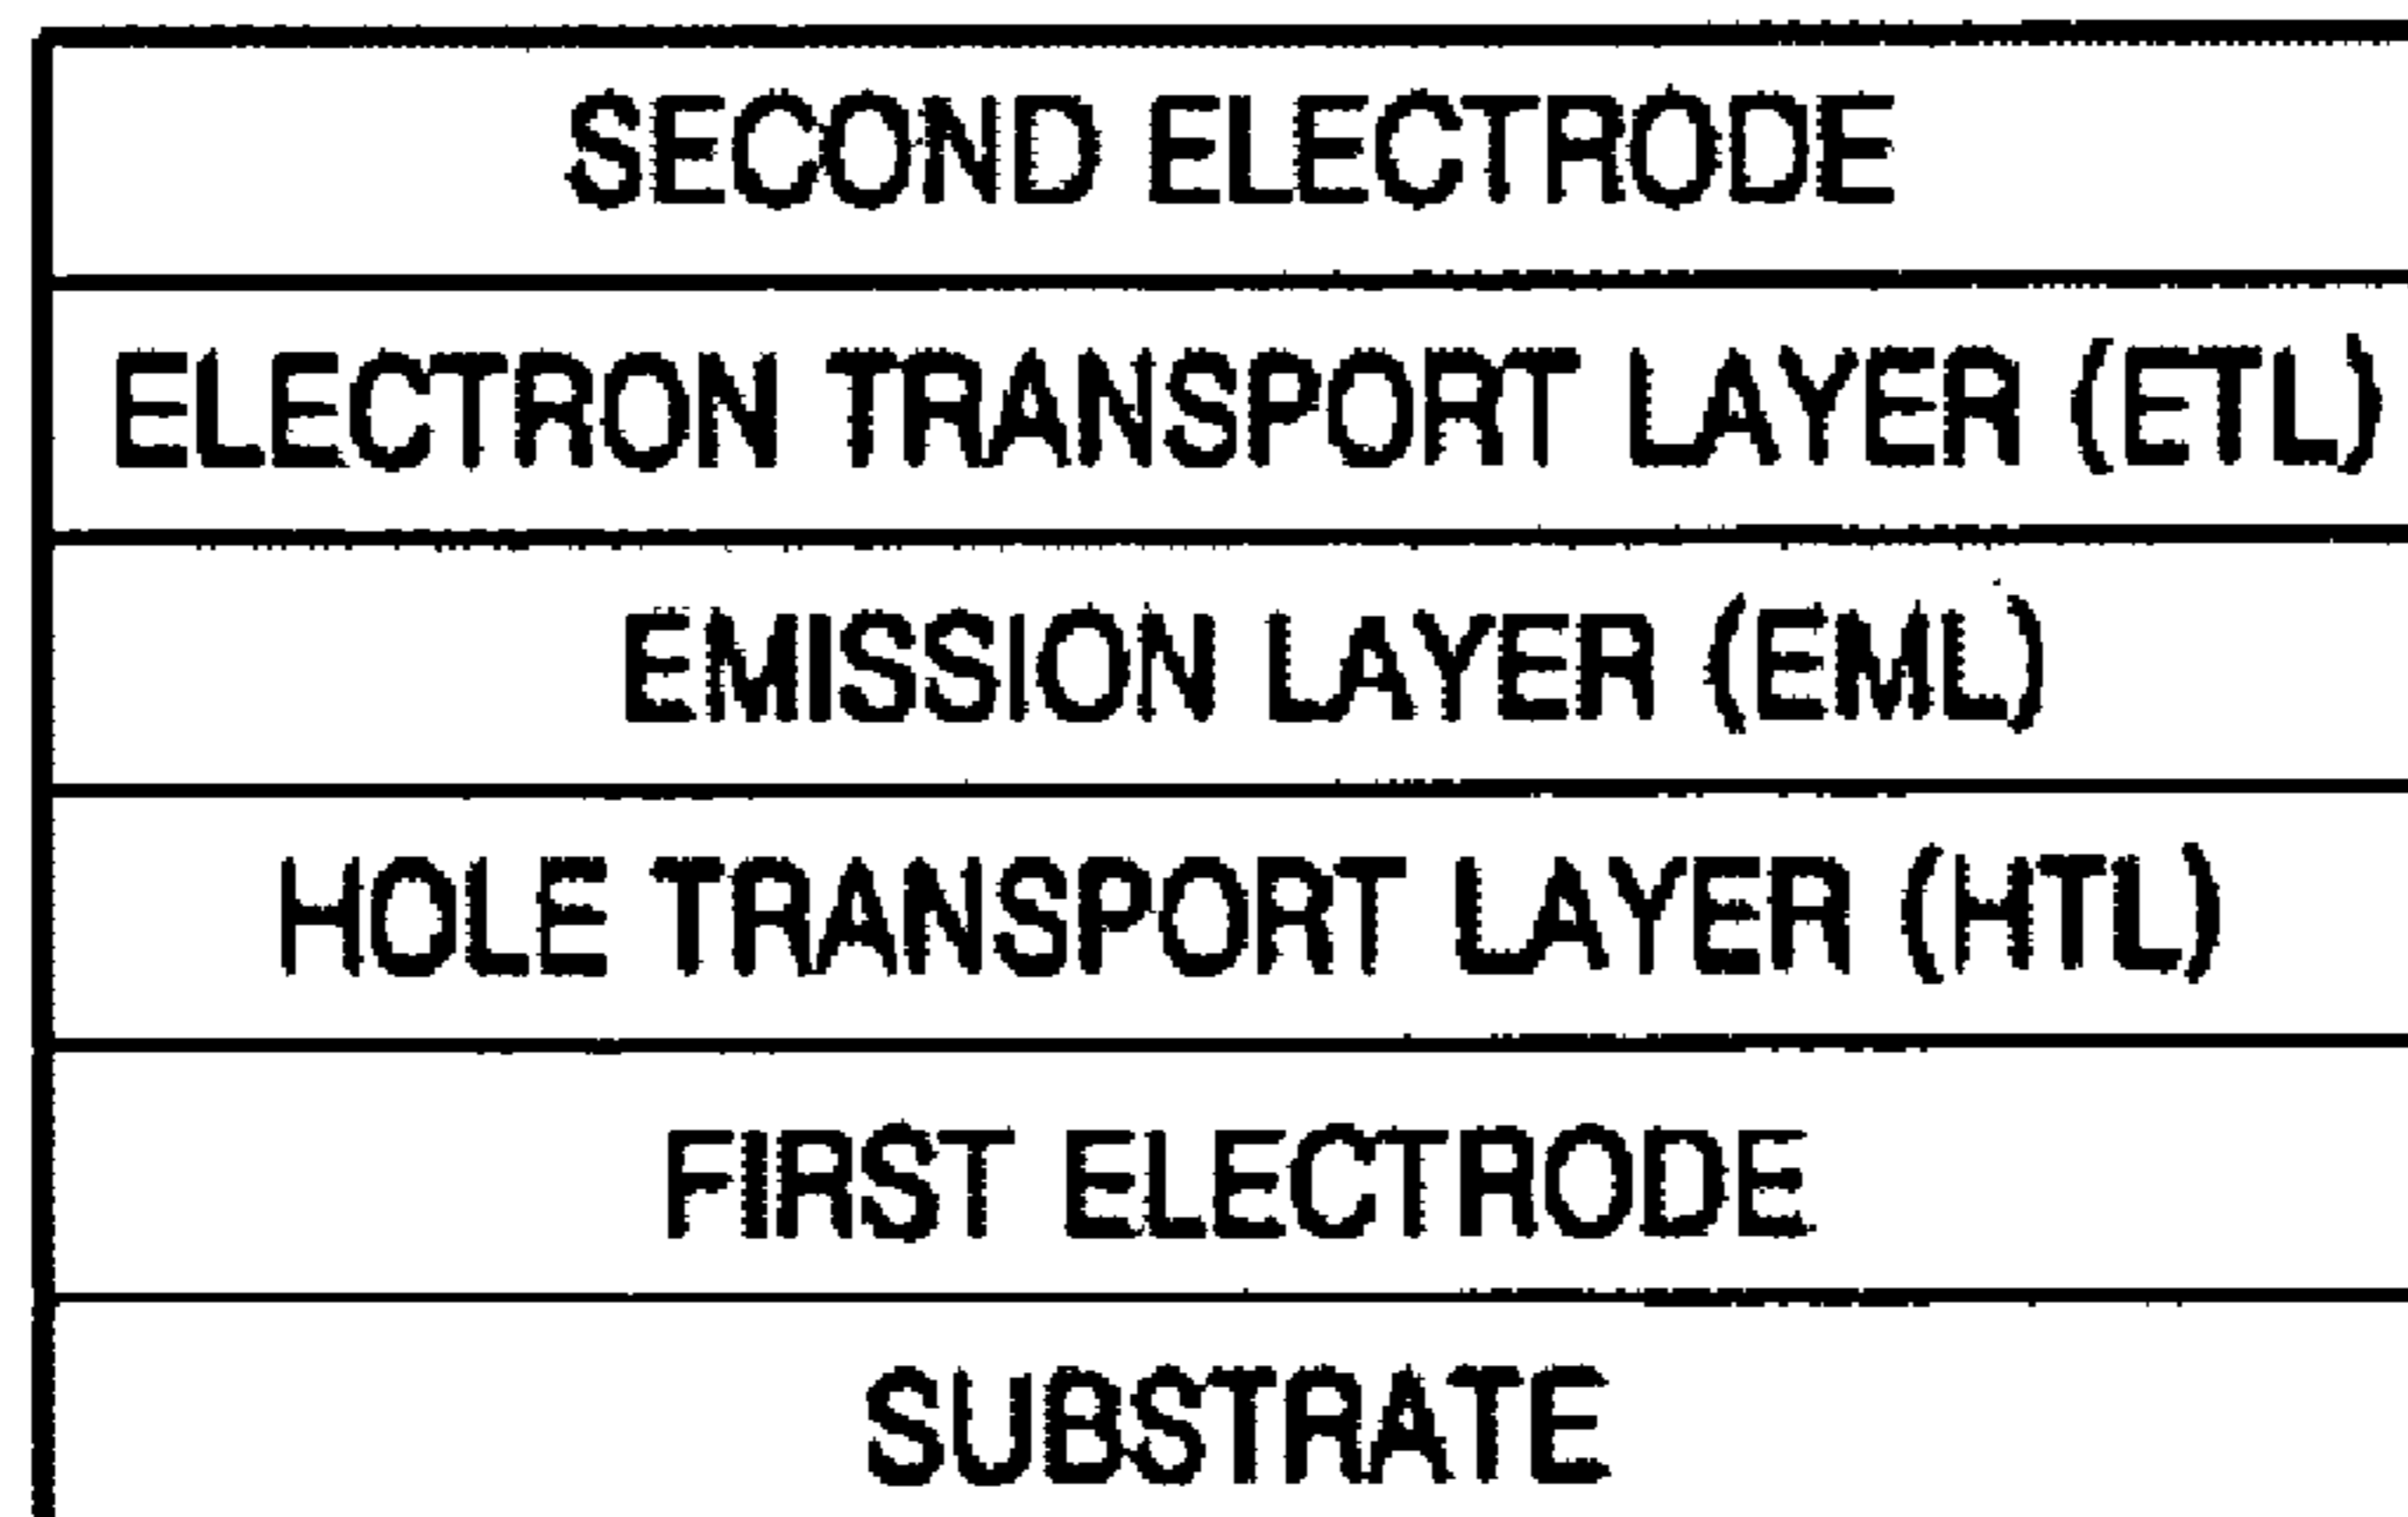 SECOND ELECTRODE
ELECTRON TRANSPORT LAYER (ETL)
EMISSION LAYER (EML)
HOLE TRANSPORT LAYER (HTL)
FIRST ELECTRODE
SUBSTRATE